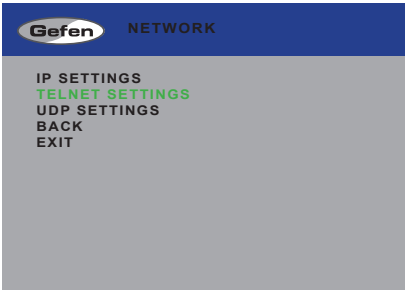 Gefen NETWORK
IP SETTINGS
TELNET SETTINGS
UDP SETTINGS
BACK
EXIT